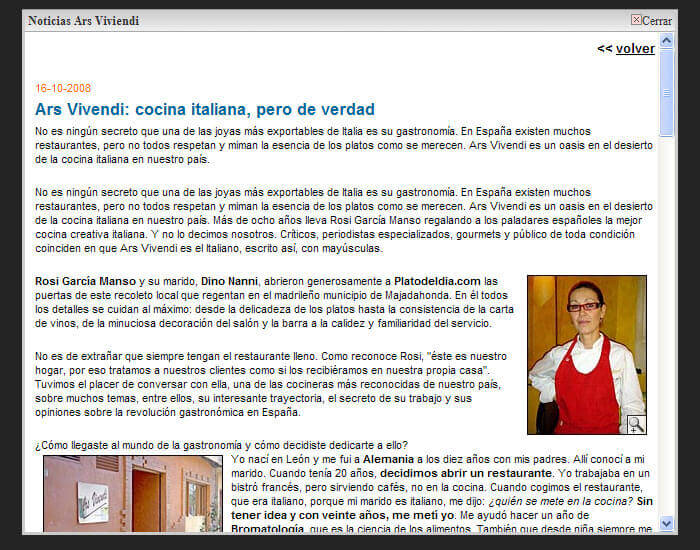 Noticias Ars Viviendi
Cerrar
<< volver
16-10-2008
Ars Vivendi: cocina italiana, pero de verdad
No es ningún secreto que una de las joyas más exportables de Italia es su gastronomía. En España existen muchos
restaurantes, pero no todos respetan y miman la esencia de los platos como se merecen. Ars Vivendi es un oasis en el desierto
de la cocina italiana en nuestro país.
No es ningún secreto que una de las joyas más exportables de Italia es su gastronomía. En España existen muchos
restaurantes, pero no todos respetan y miman la esencia de los platos como se merecen. Ars Vivendi es un oasis en el desierto
de la cocina italiana en nuestro país. Más de ocho años lleva Rosi García Manso regalando a los paladares españoles la mejor
cocina creativa italiana. Y no lo decimos nosotros. Críticos, periodistas especializados, gourmets y público de toda condición
coinciden en que Ars Vivendi es el Italiano, escrito así, con mayúsculas.
Rosi García Manso y su marido, Dino Nanni, abrieron generosamente a Platodeldia.com las
puertas de este recoleto local que regentan en el madrileño municipio de Majadahonda. En él todos
los detalles se cuidan al máximo: desde la delicadeza de los platos hasta la consistencia de la carta
de vinos, de la minuciosa decoración del salón y la barra a la calidez y familiaridad del servicio.
No es de extrañar que siempre tengan el restaurante lleno. Como reconoce Rosi, "éste es nuestro
hogar, por eso tratamos a nuestros clientes como si los recibiéramos en nuestra propia casa".
Tuvimos el placer de conversar con ella, una de las cocineras más reconocidas de nuestro país,
sobre muchos temas, entre ellos, su interesante trayectoria, el secreto de su trabajo y sus
opiniones sobre la revolución gastronómica en España.
¿Cómo llegaste al mundo de la gastronomía y cómo decidiste dedicarte a ello?
Yo nací en León y me fui a Alemania a los diez años con mis padres. Allí conocí a mi
marido. Cuando tenía 20 años, decidimos abrir un restaurante. Yo trabajaba en un
bistró francés, pero sirviendo cafés, no en la cocina. Cuando cogimos el restaurante,
que era italiano, porque mi marido es italiano, me dijo: ¿quién se mete en la cocina? Sin
tener idea y con veinte años, me metí yo. Me ayudó hacer un año de
Bromatología, que es la ciencia de los alimentos. También que desde niña siempre me
Ars Vivendi